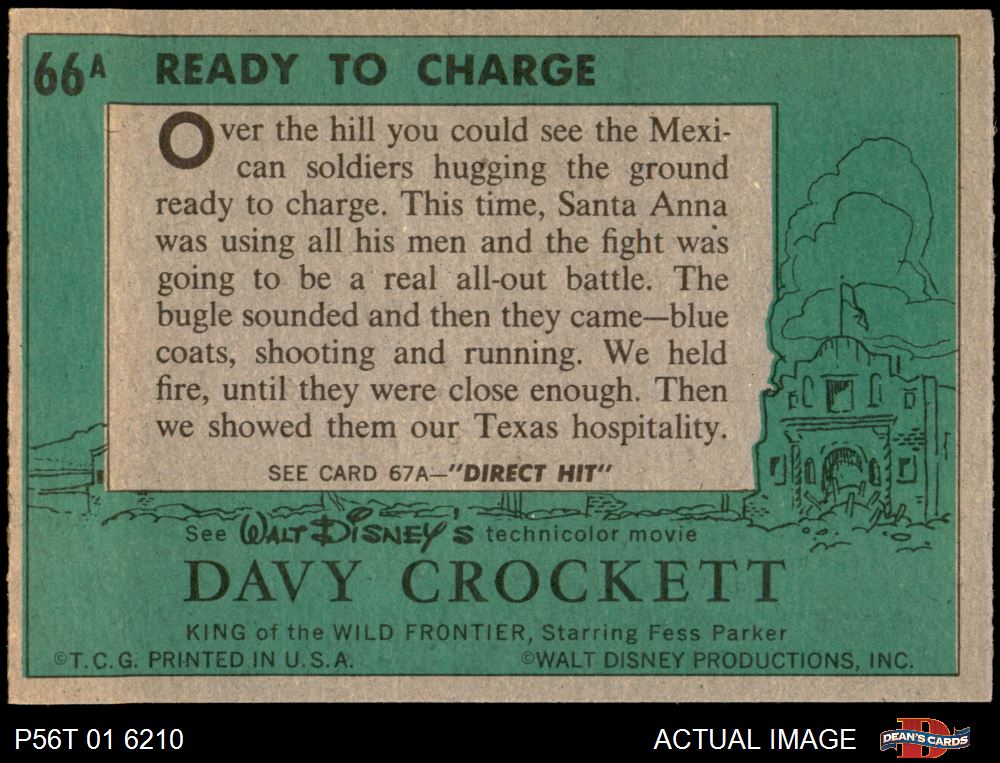 66A READY TO CHARGE
Over the hill you could see the Mexi-
can soldiers hugging the ground
ready to charge. This time, Santa Anna
was using all his men and the fight was
going to be a real all-out battle. The
bugle sounded and then they came—blue
coats, shooting and running. We held
fire, until they were close enough. Then
we showed them our Texas hospitality.
SEE CARD 67A—"DIRECT HIT"
See WALT DISNEY'S technicolor movie
DAVY CROCKETT
KING of the WILD FRONTIER, Starring Fess Parker
©T.C.G. PRINTED IN U.S.A. ©WALT DISNEY PRODUCTIONS, INC.
P56T 01 6210 ACTUAL IMAGE D DEAN'S CARDS